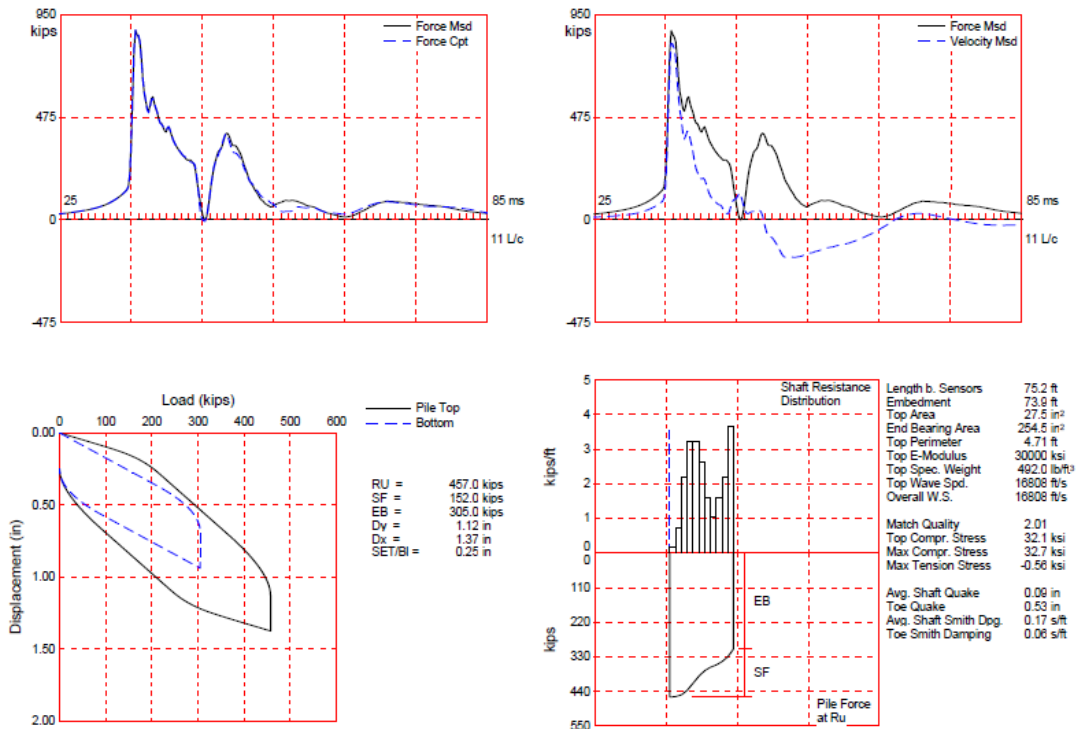 950
kips
Force Msd
Force Cpt
475
25
85 ms
0
11 L/c
-475
950
kips
Force Msd
Velocity Msd
475
25
85 ms
0
11 L/c
-475
Load (kips)
0 100 200 300 400 500 600
Pile Top
Bottom
0.00
0.50
1.00
1.50
2.00
Displacement (in)
RU = 457.0 kips
SF = 152.0 kips
EB = 305.0 kips
Dy = 1.12 in
Dx = 1.37 in
SET/Bl = 0.25 in
5
4
3
2
1
0
kips/ft
Shaft Resistance
Distribution
0
110
220
330
440
550
kips
EB
SF
Pile Force
at Ru
Length b. Sensors 75.2 ft
Embedment 73.9 ft
Top Area 27.5 in²
End Bearing Area 254.5 in²
Top Perimeter 4.71 ft
Top E-Modulus 30000 ksi
Top Spec. Weight 492.0 lb/ft³
Top Wave Spd. 16808 ft/s
Overall W.S. 16808 ft/s
Match Quality 2.01
Top Compr. Stress 32.1 ksi
Max Compr. Stress 32.7 ksi
Max Tension Stress -0.56 ksi
Avg. Shaft Quake 0.09 in
Toe Quake 0.53 in
Avg. Shaft Smith Dpg. 0.17 s/ft
Toe Smith Damping 0.06 s/ft